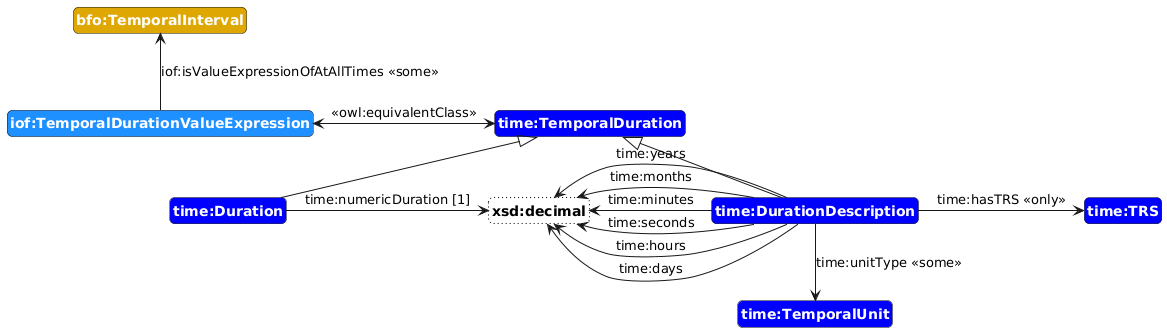 bfo:TemporalInterval
iof:isValueExpressionOfAtAllTimes «some»
iof:TemporalDurationValueExpression
«owl:equivalentClass»
time:TemporalDuration
time:years
time:months
time:Duration
time:numericDuration [1]
xsd:decimal
time:minutes
time:DurationDescription
time:hasTRS «only»
time:TRS
time:seconds
time:hours
time:days
time:unitType «some»
time:TemporalUnit